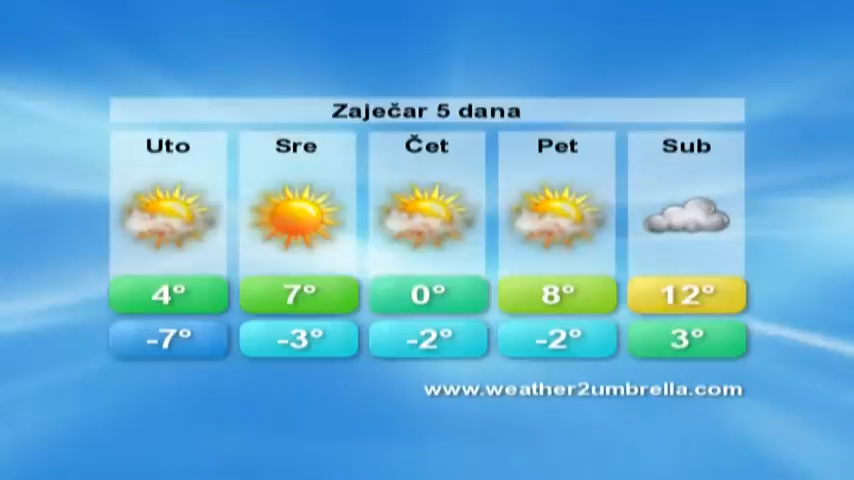 Zaječar 5 dana
Uto Sre Čet Pet Sub
4° 7° 0° 8° 12°
-7° -3° -2° -2° 3°
www.weather2umbrella.com